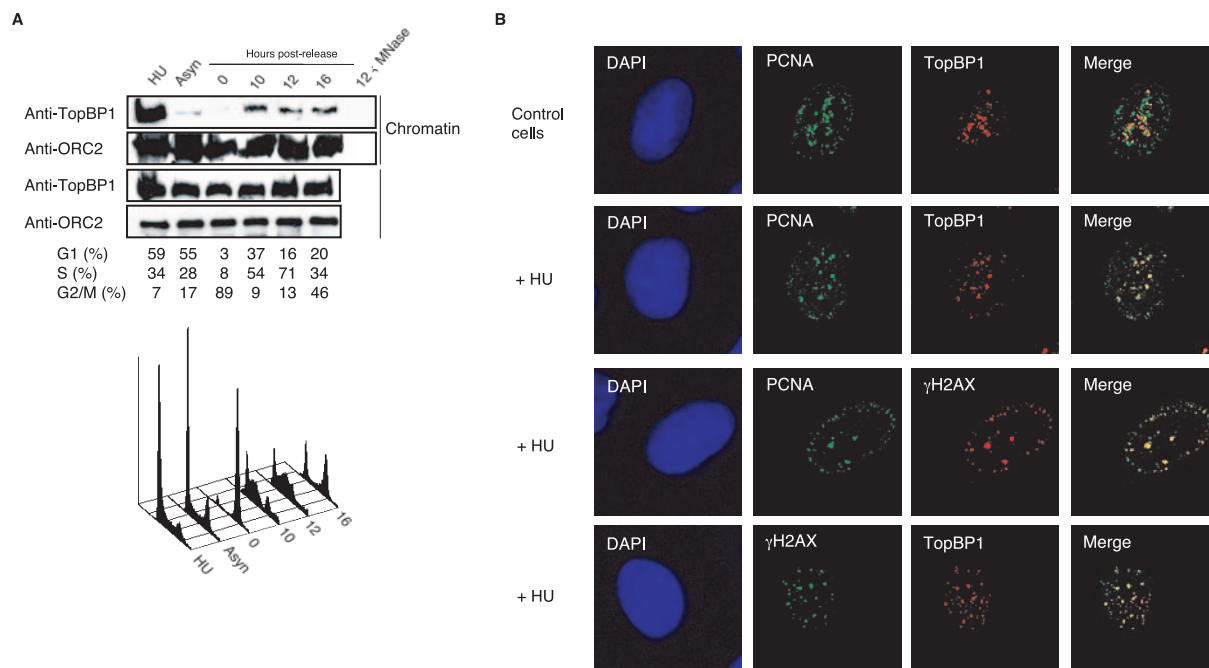 A
Hours post-release
HU Asyn 0 10 12 16 12 + MNase
Anti-TopBP1
Anti-ORC2
Chromatin
Anti-TopBP1
Anti-ORC2
G1 (%) 59 55 3 37 16 20
S (%) 34 28 8 54 71 34
G2/M (%) 7 17 89 9 13 46
HU Asyn 0 10 12 16
B
Control cells
DAPI PCNA TopBP1 Merge
+ HU
DAPI PCNA TopBP1 Merge
+ HU
DAPI PCNA γH2AX Merge
+ HU
DAPI γH2AX TopBP1 Merge